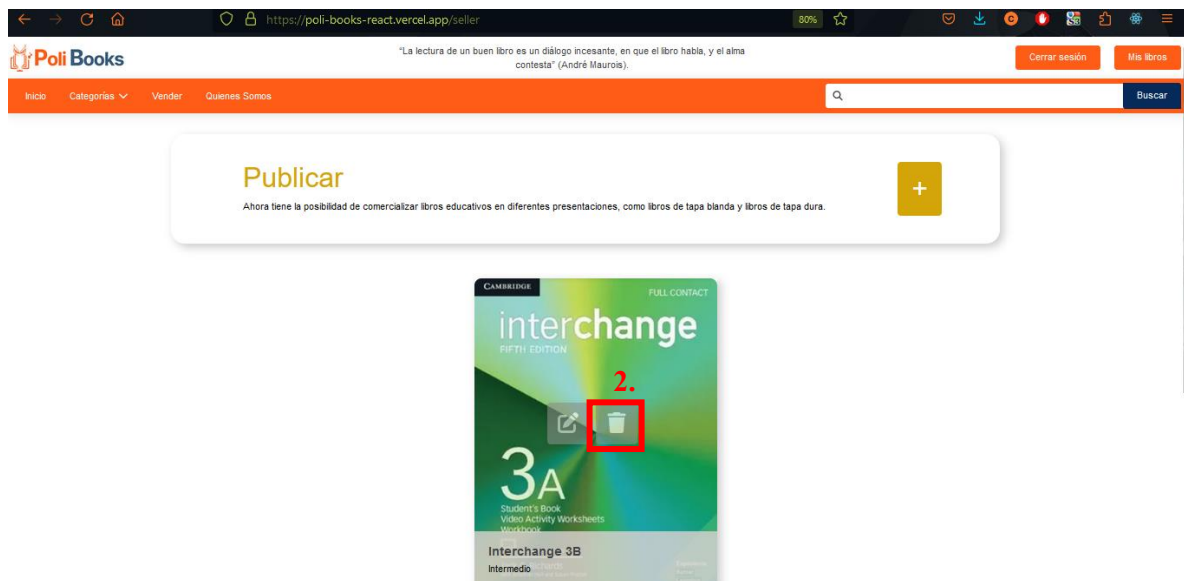 https://poli-books-react.vercel.app/seller
80%
Poli Books
"La lectura de un buen libro es un diálogo incesante, en que el libro habla, y el alma
contesta" (André Maurois).
Cerrar sesión
Mis libros
Inicio
Categorías
Vender
Quienes Somos
Buscar
Publicar
+
Ahora tiene la posibilidad de comercializar libros educativos en diferentes presentaciones, como libros de tapa blanda y libros de tapa dura.
CAMBRIDGE
FULL CONTACT
interchange
FIFTH EDITION
2.
3A
Student's Book
Video Activity Worksheets
Workbook
Interchange 3B
Intermedio